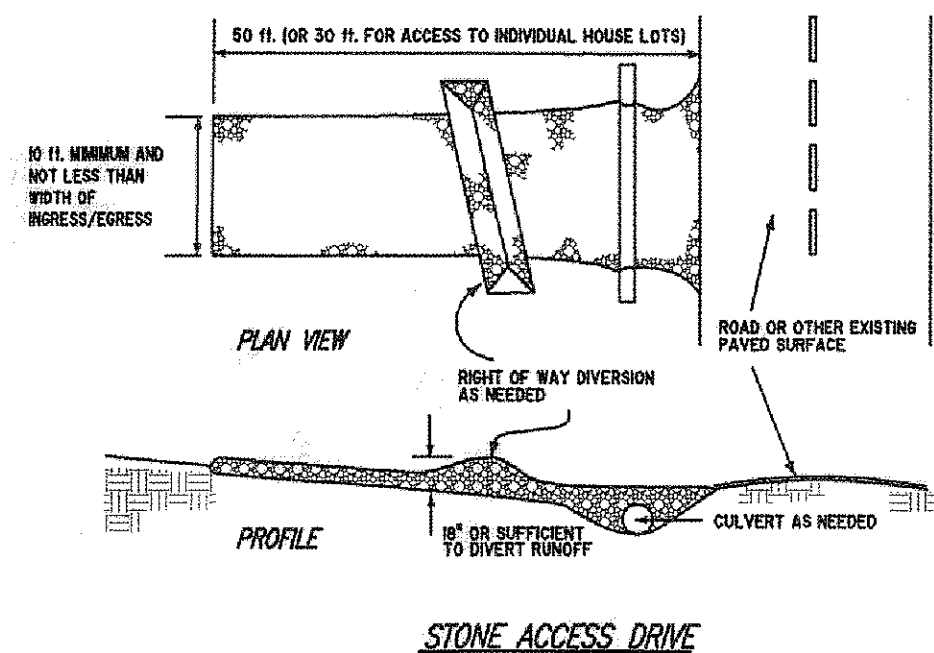 50 ft. (OR 30 ft. FOR ACCESS TO INDIVIDUAL HOUSE LOTS)
10 ft. MINIMUM AND
NOT LESS THAN
WIDTH OF
INGRESS/EGRESS
PLAN VIEW
ROAD OR OTHER EXISTING
PAVED SURFACE
RIGHT OF WAY DIVERSION
AS NEEDED
PROFILE
18" OR SUFFICIENT
TO DIVERT RUNOFF
CULVERT AS NEEDED
STONE ACCESS DRIVE